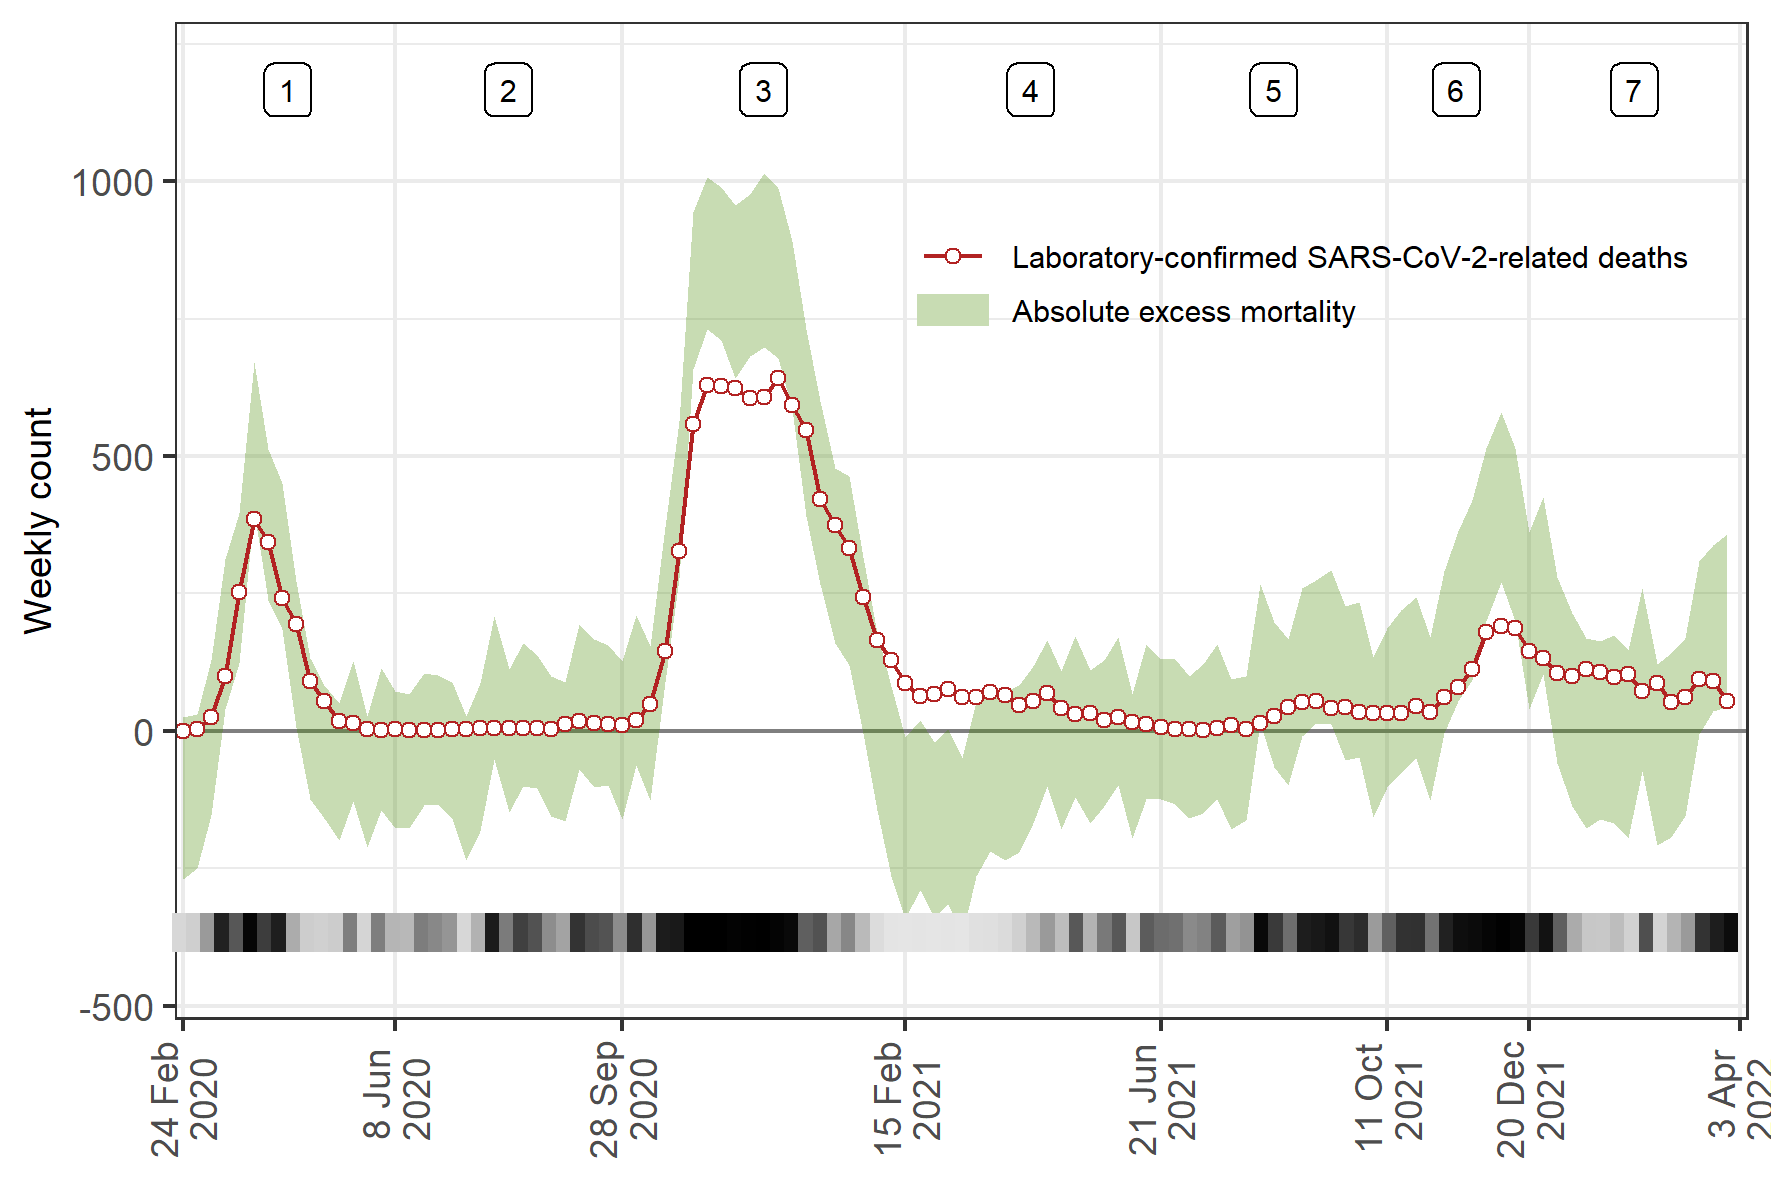 1 2 3 4 5 6 7
1000
Laboratory-confirmed SARS-CoV-2-related deaths
Absolute excess mortality
500
Weekly count
0
-500
24 Feb
2020
8 Jun
2020
28 Sep
2020
15 Feb
2021
21 Jun
2021
11 Oct
2021
20 Dec
2021
3 Apr
2022